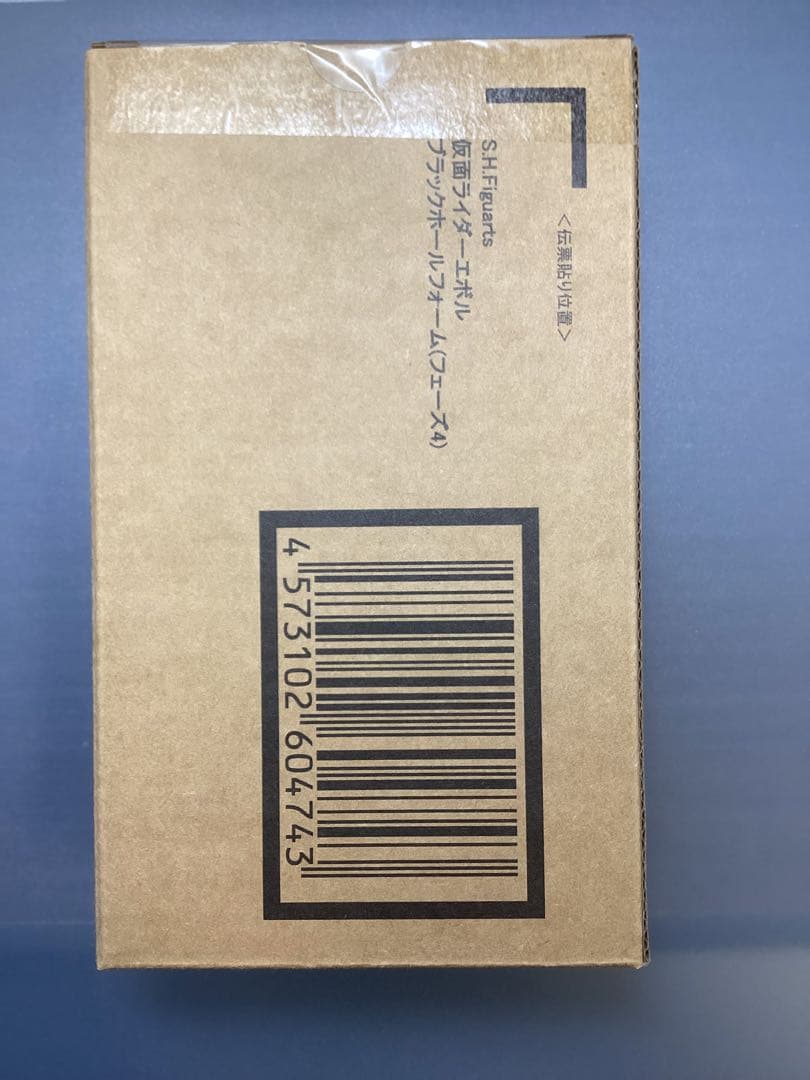 <伝票貼り位置>
S.H.Figuarts
仮面ライダーエボル
ブラックホールフォーム(フェーズ4)
4 573102 604743